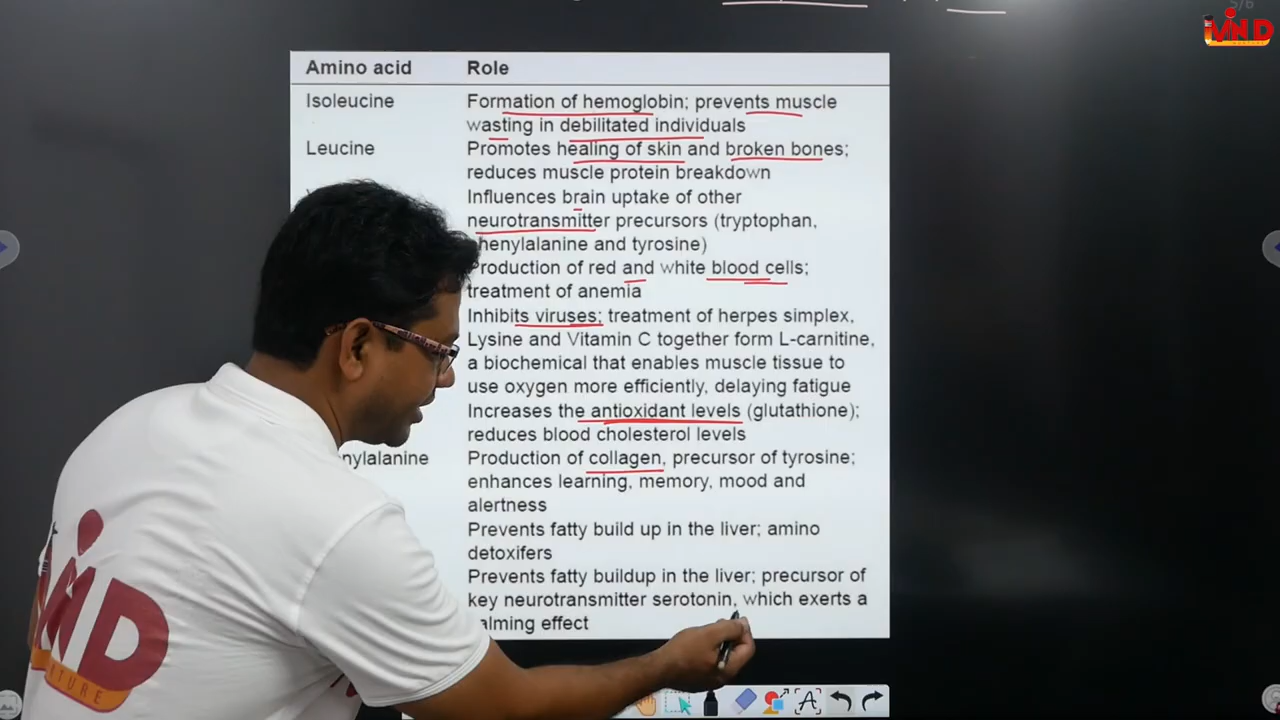 5/6
MIND
Amino acid Role
Isoleucine Formation of hemoglobin; prevents muscle
wasting in debilitated individuals
Leucine Promotes healing of skin and broken bones;
reduces muscle protein breakdown
Influences brain uptake of other
neurotransmitter precursors (tryptophan,
henylalanine and tyrosine)
Production of red and white blood cells;
treatment of anemia
Inhibits viruses; treatment of herpes simplex,
Lysine and Vitamin C together form L-carnitine,
a biochemical that enables muscle tissue to
use oxygen more efficiently, delaying fatigue
Increases the antioxidant levels (glutathione);
reduces blood cholesterol levels
nylalanine Production of collagen, precursor of tyrosine;
enhances learning, memory, mood and
alertness
Prevents fatty build up in the liver; amino
detoxifers
Prevents fatty buildup in the liver; precursor of
key neurotransmitter serotonin, which exerts a
alming effect
A